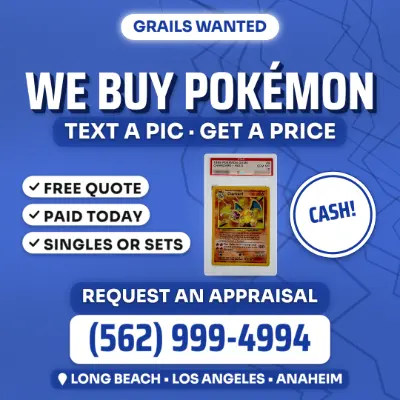 GRAILS WANTED
WE BUY POKÉMON
TEXT A PIC • GET A PRICE
FREE QUOTE
PAID TODAY
SINGLES OR SETS
CASH!
Charizard
REQUEST AN APPRAISAL
(562) 999-4994
LONG BEACH • LOS ANGELES • ANAHEIM